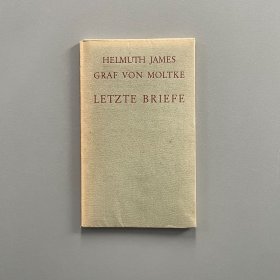 HELMUTH JAMES
GRAF VON MOLTKE
LETZTE BRIEFE